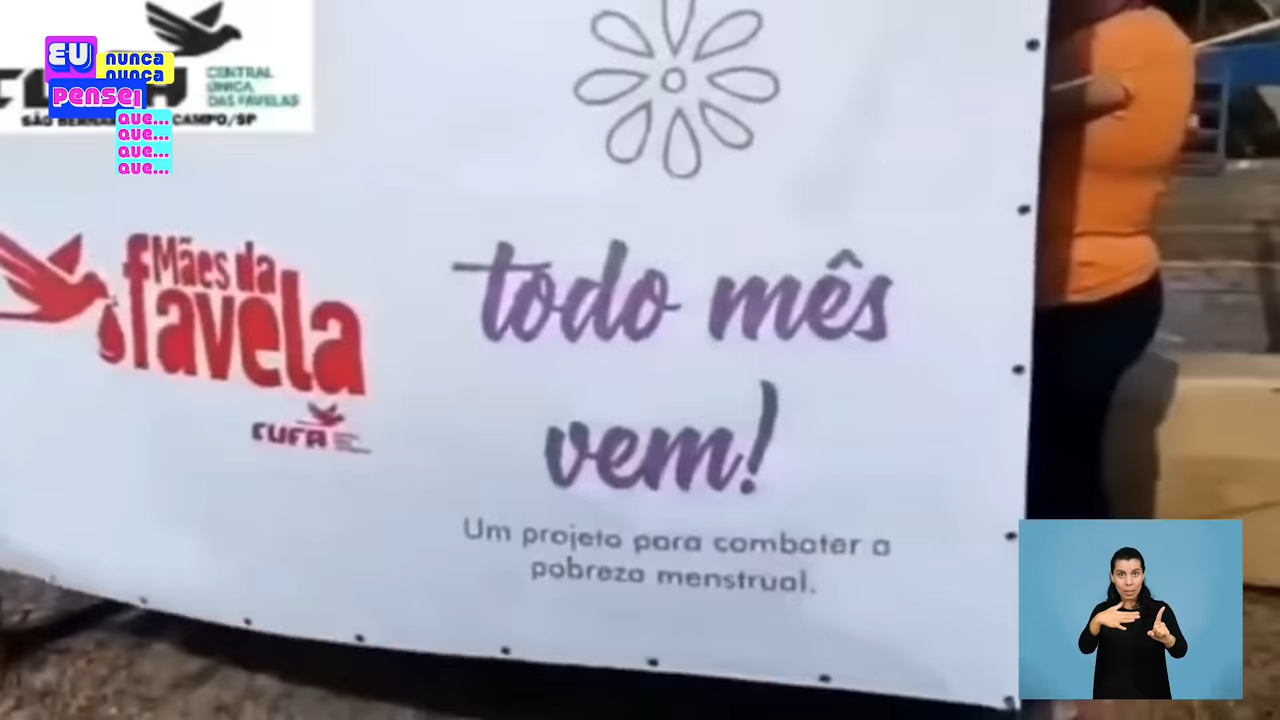 EU
nunca
nunca
pensei
que...
que...
que...
que...
CENTRAL
ÚNICA
DAS FAVELAS
CAMPO/SP
Mães da
favela
CUFA
todo mês
vem!
Um projeto para combater a
pobreza menstrual.